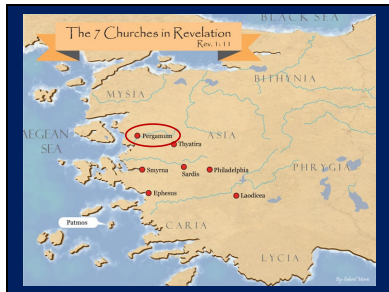 BLACK SEA
The 7 Churches in Revelation
Rev. 1:11
BITHYNIA
MYSIA
AEGEAN
SEA
Pergamum
ASIA
Thyatira
Smyrna
Sardis
Philadelphia
PHRYGIA
Ephesus
Laodicea
Patmos
CARIA
LYCIA